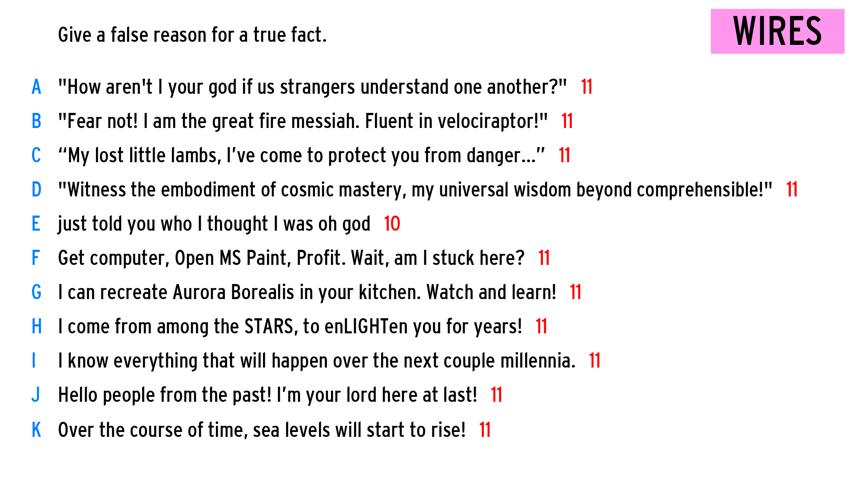 Give a false reason for a true fact.
WIRES
A "How aren't I your god if us strangers understand one another?" 11
B "Fear not! I am the great fire messiah. Fluent in velociraptor!" 11
C “My lost little lambs, I’ve come to protect you from danger...” 11
D "Witness the embodiment of cosmic mastery, my universal wisdom beyond comprehensible!" 11
E just told you who I thought I was oh god 10
F Get computer, Open MS Paint, Profit. Wait, am I stuck here? 11
G I can recreate Aurora Borealis in your kitchen. Watch and learn! 11
H I come from among the STARS, to enLIGHTen you for years! 11
I I know everything that will happen over the next couple millennia. 11
J Hello people from the past! I’m your lord here at last! 11
K Over the course of time, sea levels will start to rise! 11